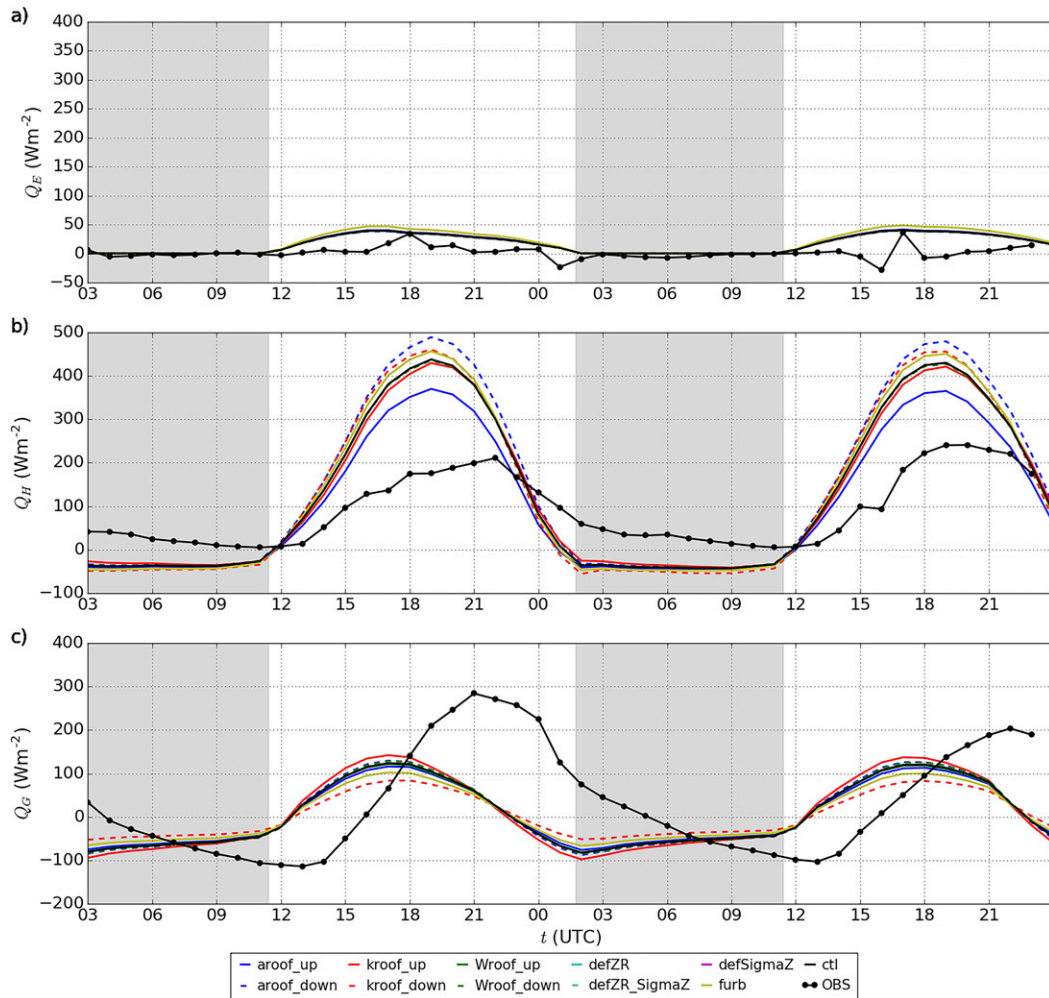 a)
400
350
300
250
200
150
100
50
0
−50
Q_E (Wm⁻²)
03 06 09 12 15 18 21 00 03 06 09 12 15 18 21
b)
500
400
300
200
100
0
−100
Q_H (Wm⁻²)
03 06 09 12 15 18 21 00 03 06 09 12 15 18 21
c)
400
300
200
100
0
−100
−200
Q_G (Wm⁻²)
03 06 09 12 15 18 21 00 03 06 09 12 15 18 21
t (UTC)
aroof_up kroof_up Wroof_up defZR defSigmaZ ctl
aroof_down kroof_down Wroof_down defZR_SigmaZ furb OBS